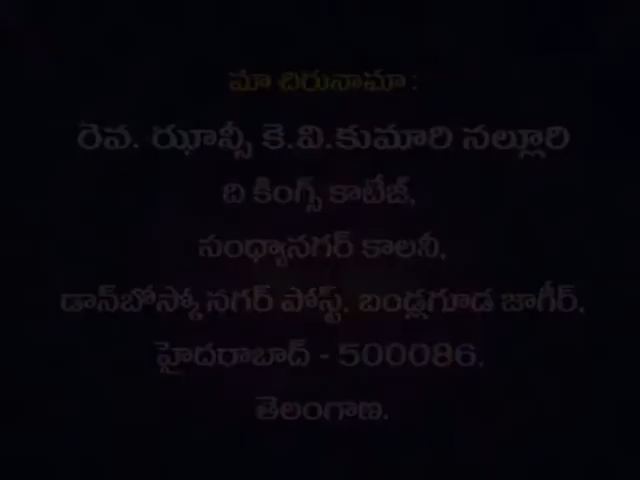 మా చిరునామా :
రెవ. ఝాన్సీ కె.వి.కుమారి నల్లూరి
ది కింగ్స్ కాటేజ్,
సంధ్యానగర్ కాలనీ,
డాన్‌బోస్కో నగర్ పోస్ట్, బండ్లగూడ జాగీర్,
హైదరాబాద్ - 500086,
తెలంగాణ.